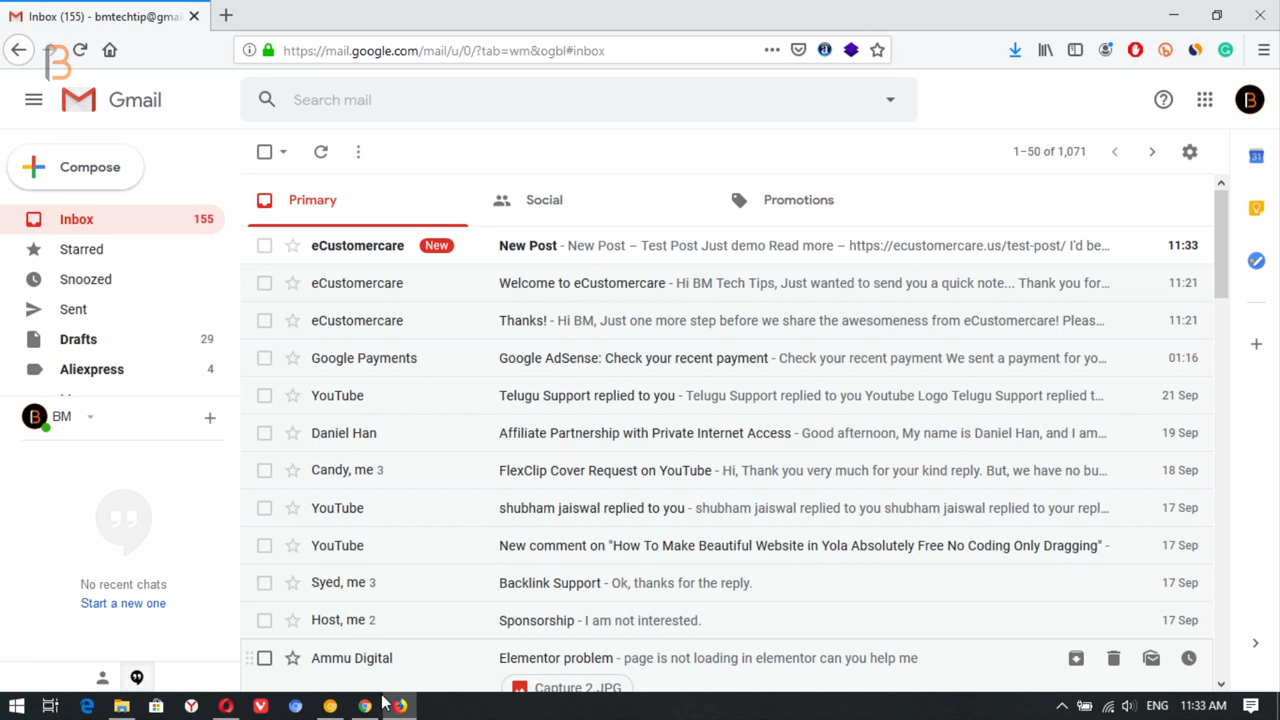 Inbox (155) - bmtechtip@gmai
https://mail.google.com/mail/u/0/?tab=wm&ogbl#inbox
B
Gmail
Search mail
B
Compose
1–50 of 1,071
31
Primary
Social
Promotions
Inbox 155
Starred
Snoozed
Sent
Drafts 29
Aliexpress 4
eCustomercare New New Post - New Post – Test Post Just demo Read more – https://ecustomercare.us/test-post/ I'd be… 11:33
eCustomercare Welcome to eCustomercare - Hi BM Tech Tips, Just wanted to send you a quick note... Thank you for… 11:21
eCustomercare Thanks! - Hi BM, Just one more step before we share the awesomeness from eCustomercare! Pleas… 11:21
Google Payments Google AdSense: Check your recent payment - Check your recent payment We sent a payment for yo… 01:16
YouTube Telugu Support replied to you - Telugu Support replied to you Youtube Logo Telugu Support replied t… 21 Sep
Daniel Han Affiliate Partnership with Private Internet Access - Good afternoon, My name is Daniel Han, and I am… 19 Sep
Candy, me 3 FlexClip Cover Request on YouTube - Hi, Thank you very much for your kind reply. But, we have no bu… 18 Sep
YouTube shubham jaiswal replied to you - shubham jaiswal replied to you shubham jaiswal replied to your repl… 17 Sep
YouTube New comment on "How To Make Beautiful Website in Yola Absolutely Free No Coding Only Dragging" - 17 Sep
Syed, me 3 Backlink Support - Ok, thanks for the reply. 17 Sep
Host, me 2 Sponsorship - I am not interested. 17 Sep
Ammu Digital Elementor problem - page is not loading in elementor can you help me
Capture 2.JPG
B BM
No recent chats
Start a new one
ENG 11:33 AM